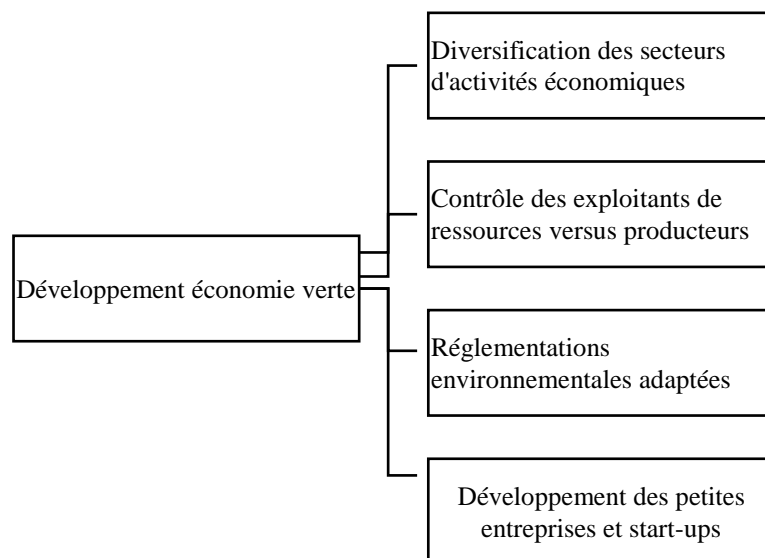 Diversification des secteurs
d'activités économiques
Contrôle des exploitants de
ressources versus producteurs
Développement économie verte
Réglementations
environnementales adaptées
Développement des petites
entreprises et start-ups